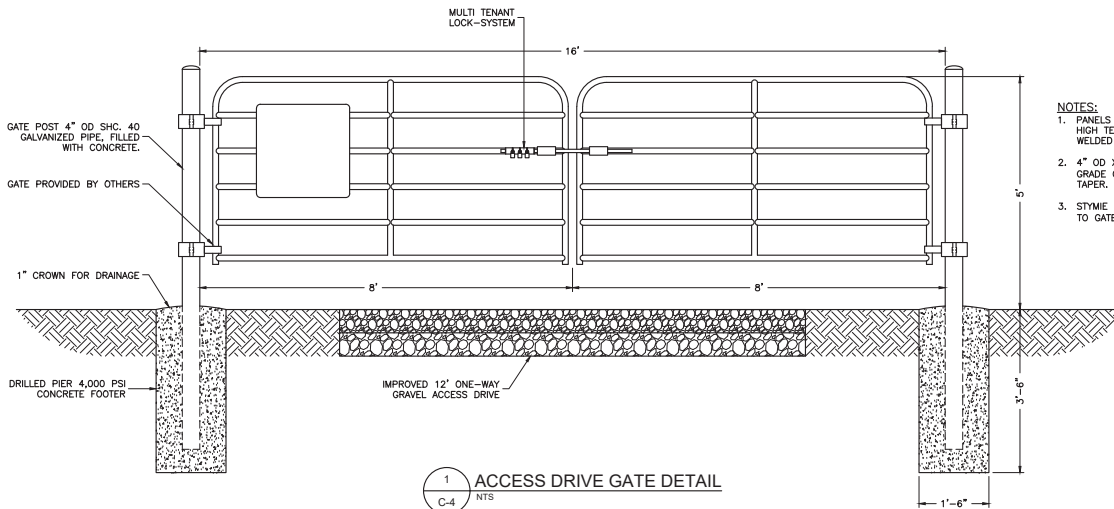 MULTI TENANT
LOCK-SYSTEM
16'
GATE POST 4" OD SHC. 40
GALVANIZED PIPE, FILLED
WITH CONCRETE.
GATE PROVIDED BY OTHERS
1" CROWN FOR DRAINAGE
8'
8'
5'
DRILLED PIER 4,000 PSI
CONCRETE FOOTER
IMPROVED 12' ONE-WAY
GRAVEL ACCESS DRIVE
3'-6"
1'-6"
NOTES:
1. PANELS
HIGH
WELDED
2. 4" OD
GRADE
TAPER.
3. STYMIE
TO
1
C-4
ACCESS DRIVE GATE DETAIL
NTS